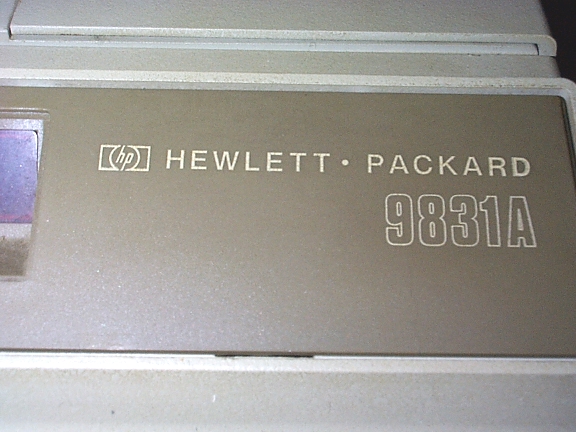 hp HEWLETT • PACKARD
9831A